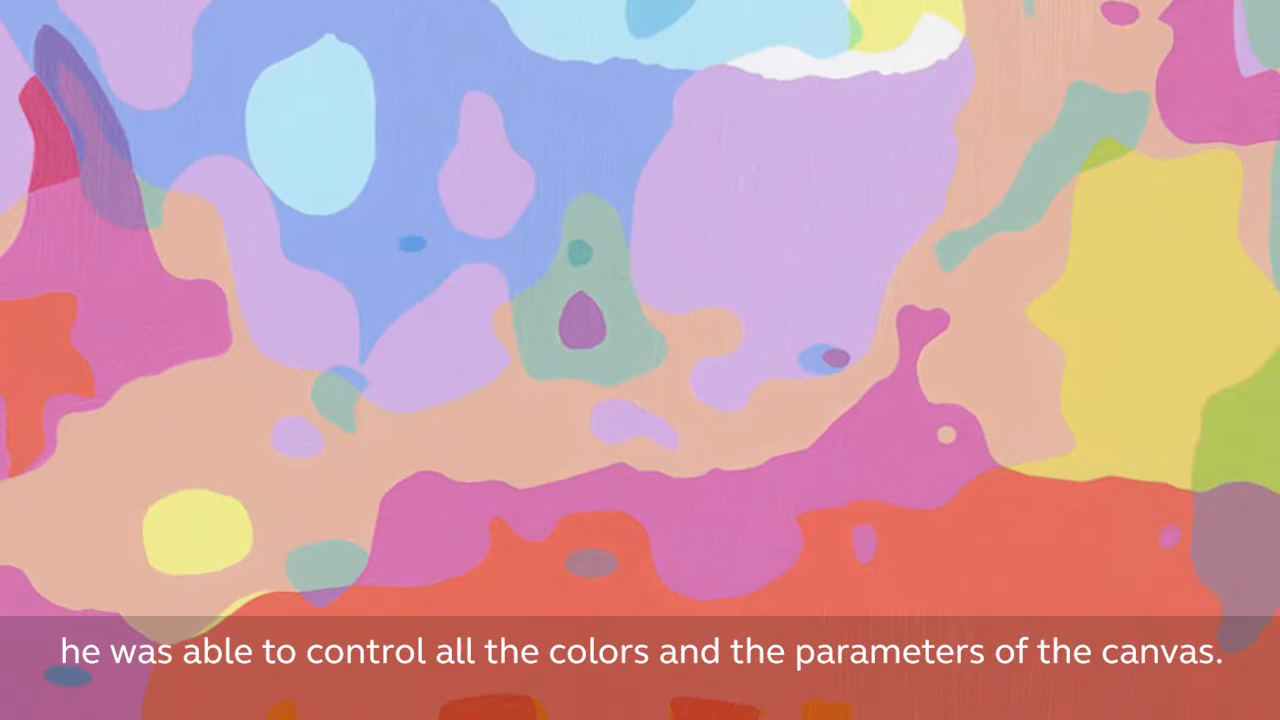 he was able to control all the colors and the parameters of the canvas.